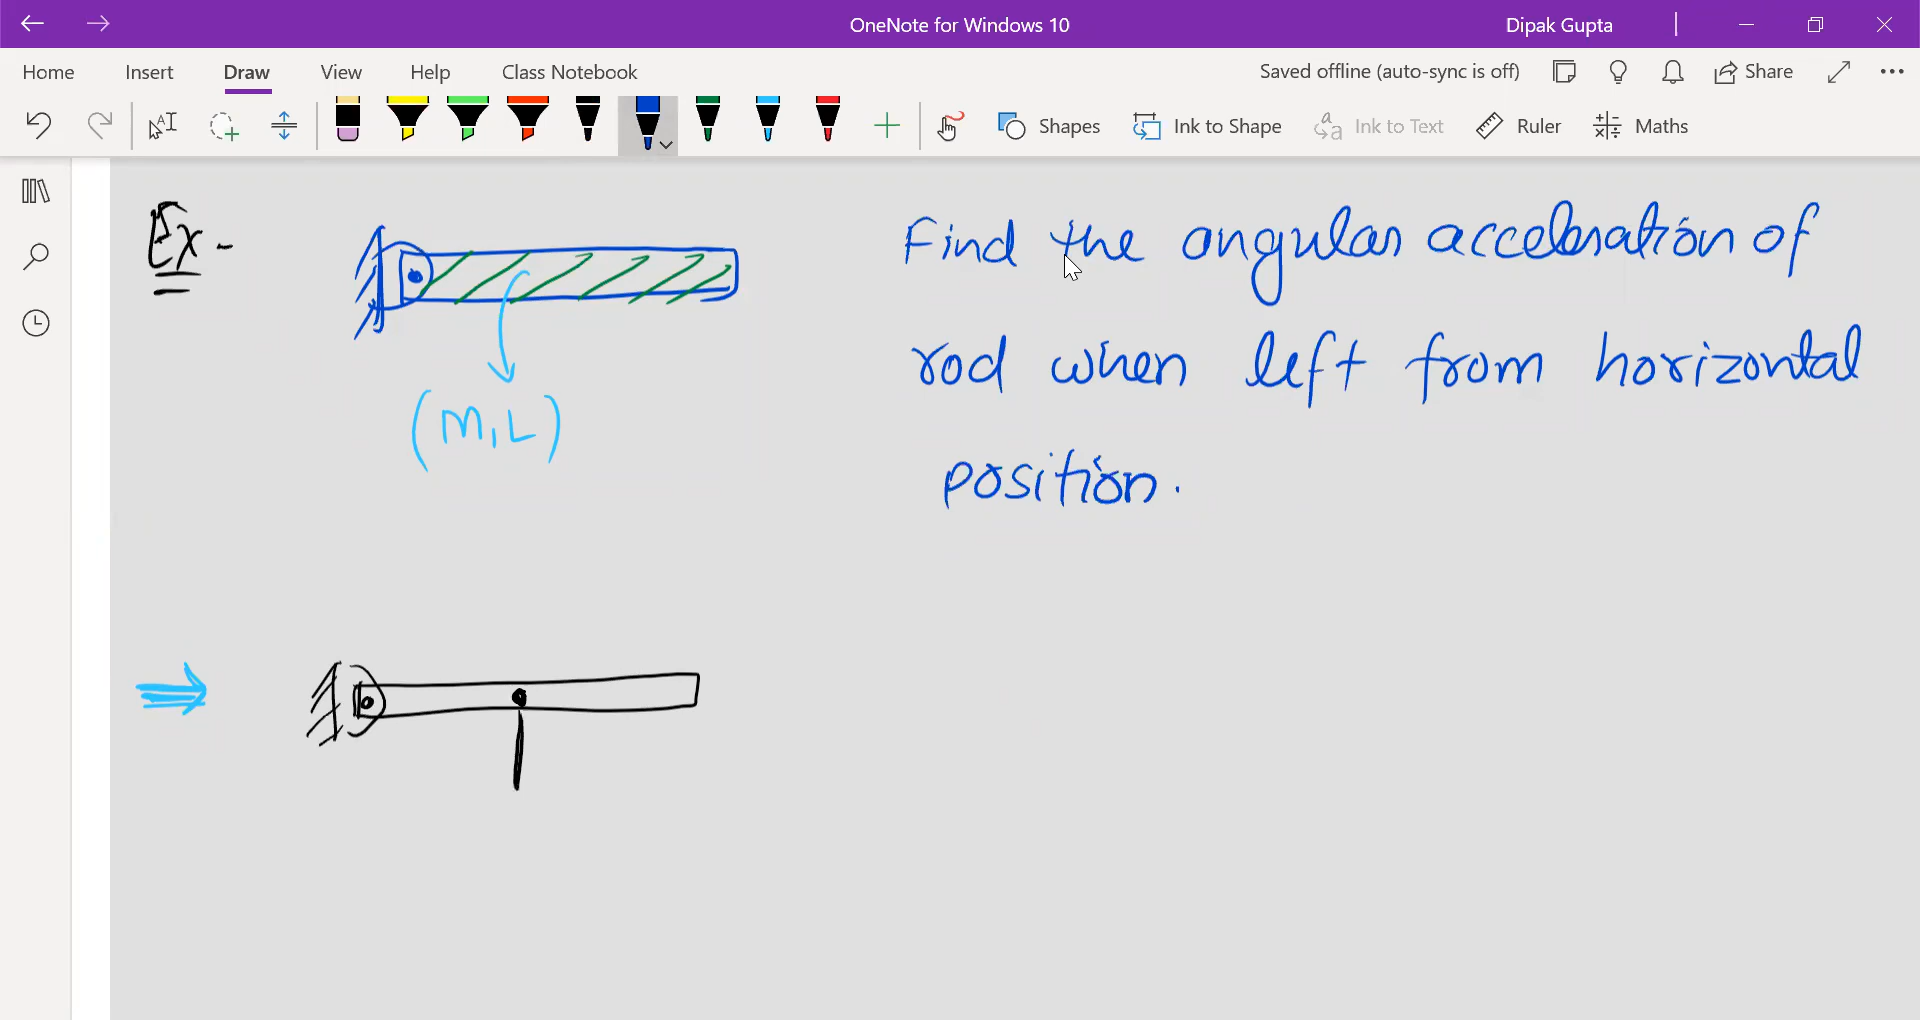 OneNote for Windows 10
Dipak Gupta
Home Insert Draw View Help Class Notebook
Saved offline (auto-sync is off) Share
Shapes Ink to Shape Ink to Text Ruler Maths
Ex-
Find the angular acceleration of
rod when left from horizontal
position.
(M,L)